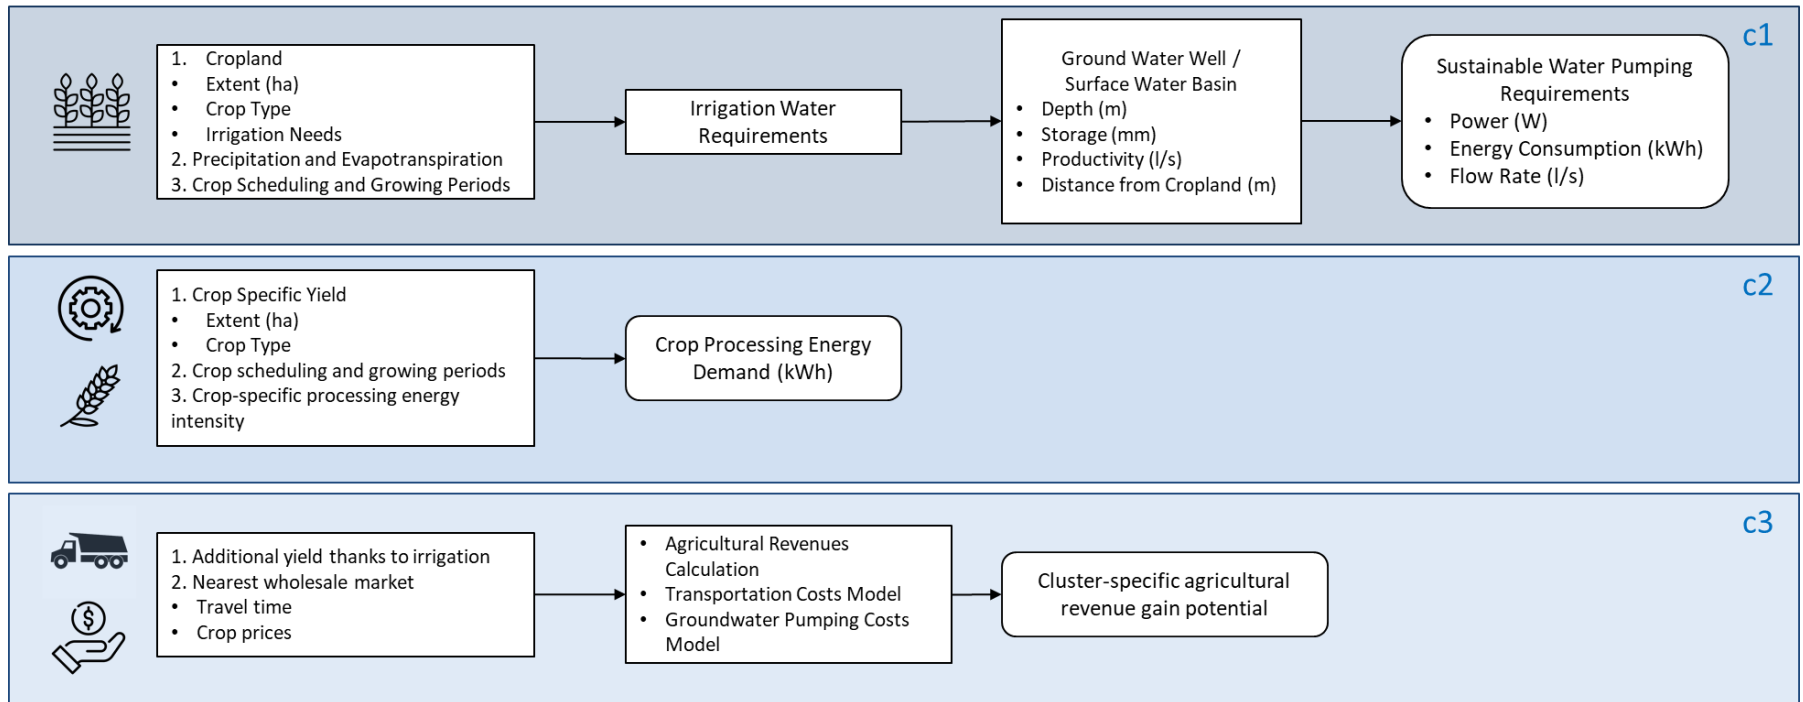 c1
1. Cropland
• Extent (ha)
• Crop Type
• Irrigation Needs
2. Precipitation and Evapotranspiration
3. Crop Scheduling and Growing Periods
Irrigation Water
Requirements
Ground Water Well /
Surface Water Basin
• Depth (m)
• Storage (mm)
• Productivity (l/s)
• Distance from Cropland (m)
Sustainable Water Pumping
Requirements
• Power (W)
• Energy Consumption (kWh)
• Flow Rate (l/s)
c2
1. Crop Specific Yield
• Extent (ha)
• Crop Type
2. Crop scheduling and growing periods
3. Crop-specific processing energy
intensity
Crop Processing Energy
Demand (kWh)
c3
$
1. Additional yield thanks to irrigation
2. Nearest wholesale market
• Travel time
• Crop prices
• Agricultural Revenues
Calculation
• Transportation Costs Model
• Groundwater Pumping Costs
Model
Cluster-specific agricultural
revenue gain potential